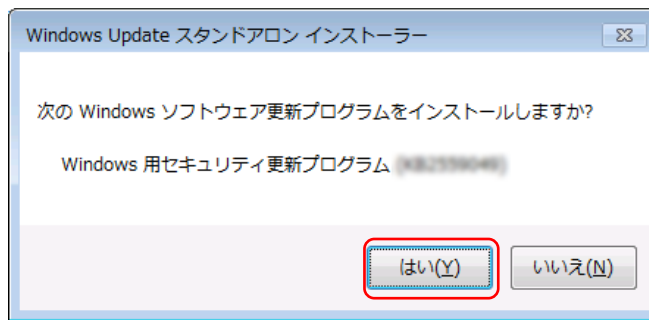 Windows Update スタンドアロン インストーラー
次の Windows ソフトウェア更新プログラムをインストールしますか?
Windows 用セキュリティ更新プログラム
はい(Y)
いいえ(N)